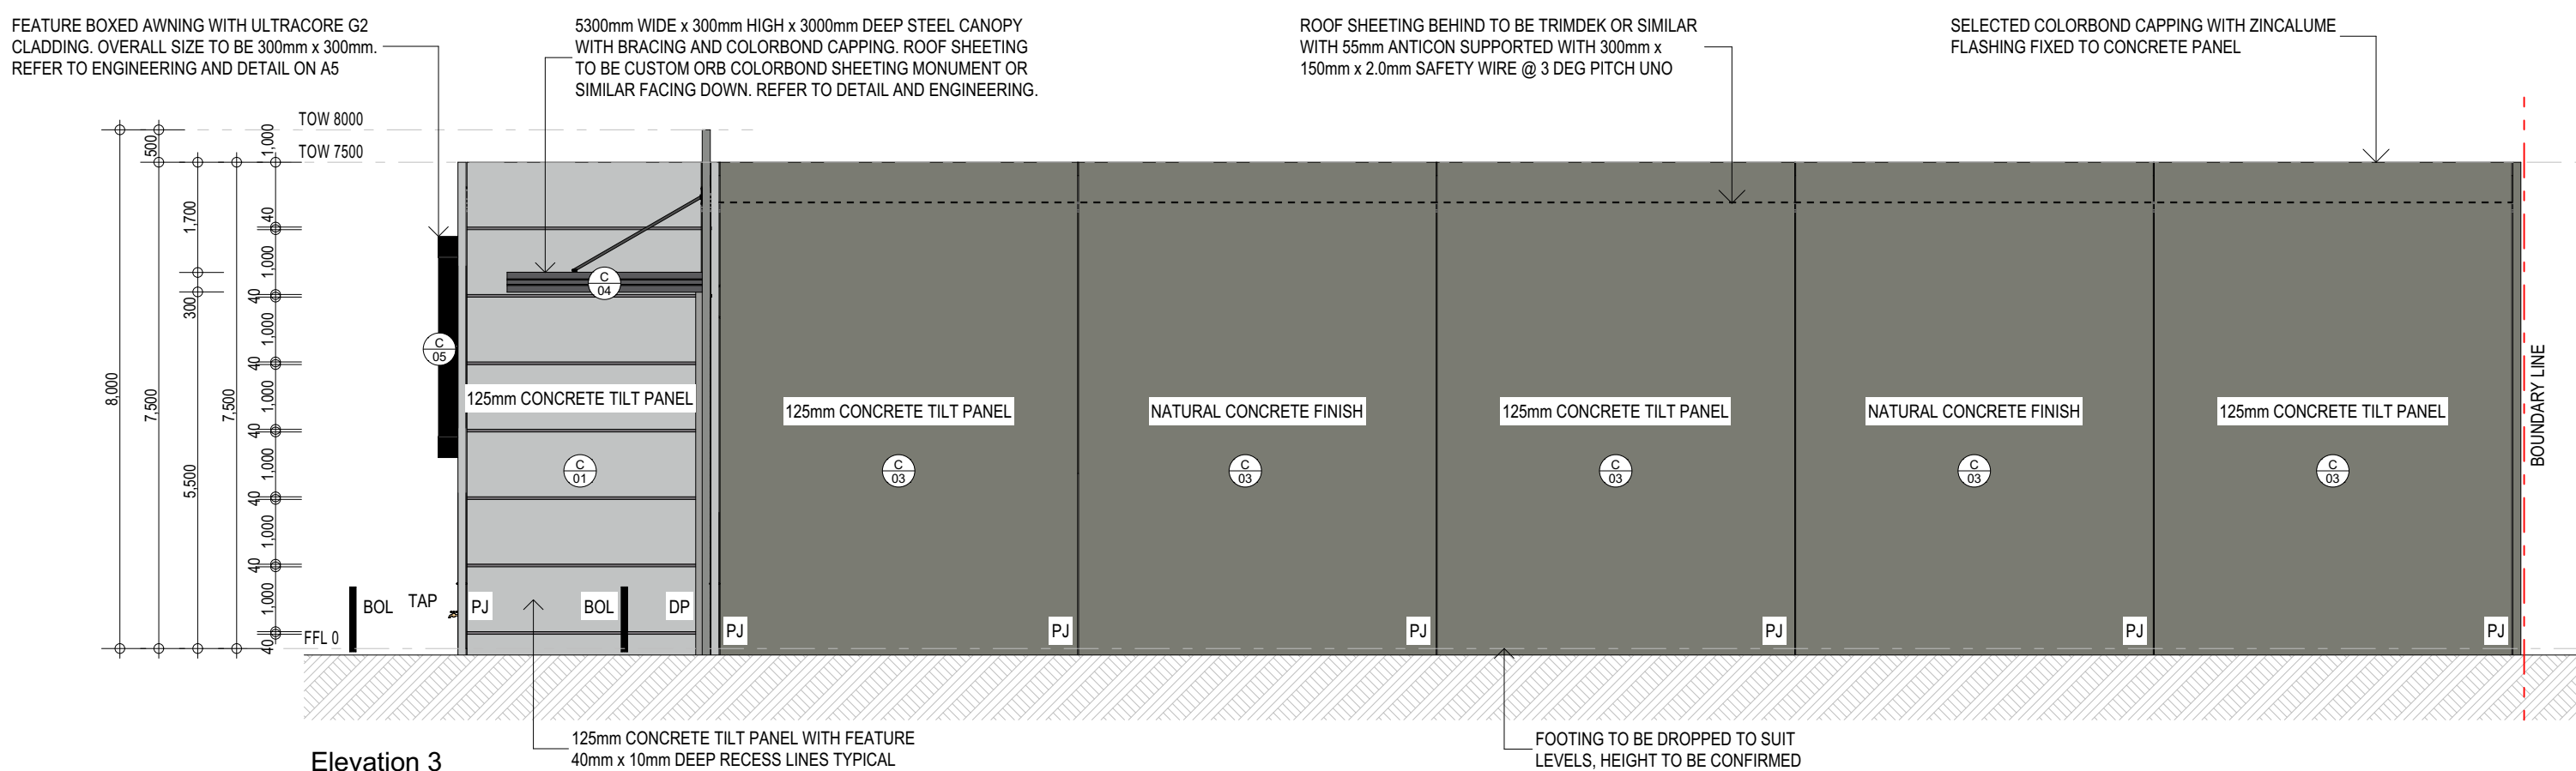 FEATURE BOXED AWNING WITH ULTRACORE G2
CLADDING. OVERALL SIZE TO BE 300mm x 300mm.
REFER TO ENGINEERING AND DETAIL ON A5
5300mm WIDE x 300mm HIGH x 3000mm DEEP STEEL CANOPY
WITH BRACING AND COLORBOND CAPPING. ROOF SHEETING
TO BE CUSTOM ORB COLORBOND SHEETING MONUMENT OR
SIMILAR FACING DOWN. REFER TO DETAIL AND ENGINEERING.
ROOF SHEETING BEHIND TO BE TRIMDEK OR SIMILAR
WITH 55mm ANTICON SUPPORTED WITH 300mm x
150mm x 2.0mm SAFETY WIRE @ 3 DEG PITCH UNO
SELECTED COLORBOND CAPPING WITH ZINCALUME
FLASHING FIXED TO CONCRETE PANEL
TOW 8000
TOW 7500
FFL 0
8,000
500
7,500
1,700
300
5,500
7,500
1,000
40
1,000
40
1,000
40
1,000
40
1,000
40
1,000
40
1,000
40
C
05
C
04
125mm CONCRETE TILT PANEL
C
01
125mm CONCRETE TILT PANEL
C
03
NATURAL CONCRETE FINISH
C
03
125mm CONCRETE TILT PANEL
C
03
NATURAL CONCRETE FINISH
C
03
125mm CONCRETE TILT PANEL
C
03
BOUNDARY LINE
BOL
TAP
PJ
BOL
DP
PJ
PJ
PJ
PJ
PJ
PJ
125mm CONCRETE TILT PANEL WITH FEATURE
40mm x 10mm DEEP RECESS LINES TYPICAL
FOOTING TO BE DROPPED TO SUIT
LEVELS, HEIGHT TO BE CONFIRMED
Elevation 3